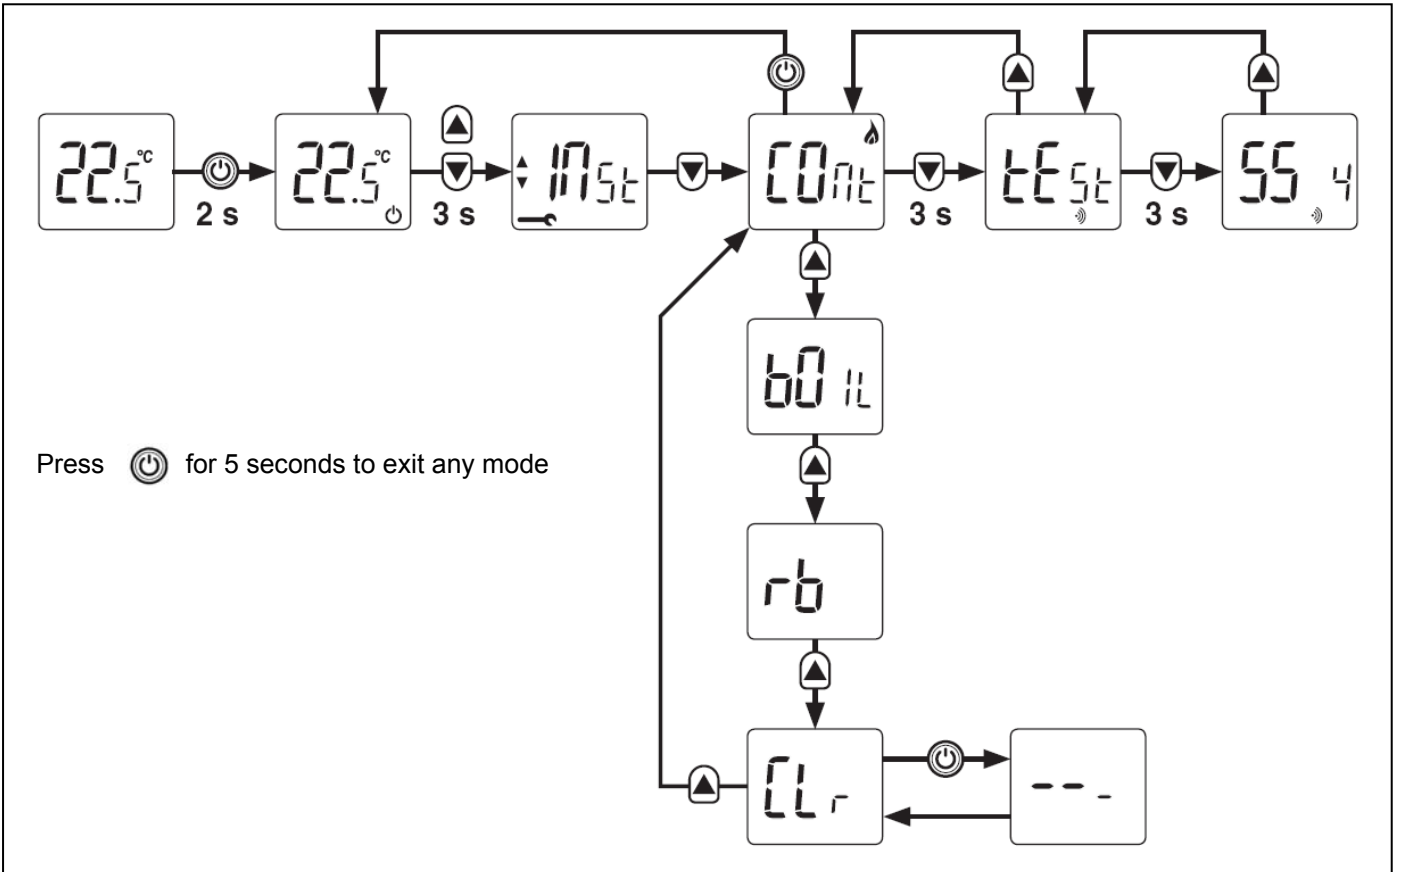 22.5°C
2 s
22.5°C
3 s
INSt
CONt
3 s
tESt
3 s
SS 4
bOIL
Press for 5 seconds to exit any mode
rb
CLr
-- -